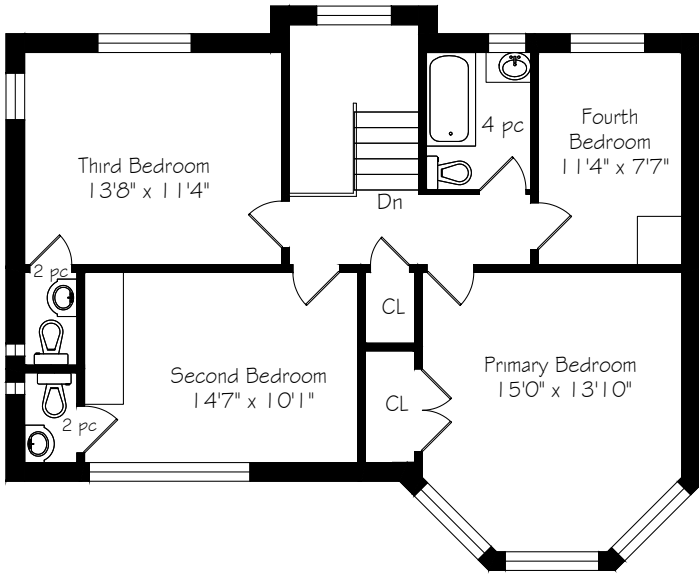 4 pc
Fourth
Bedroom
11'4" x 7'7"
Third Bedroom
13'8" x 11'4"
Dn
2 pc
CL
Second Bedroom
14'7" x 10'1"
Primary Bedroom
15'0" x 13'10"
CL
2 pc